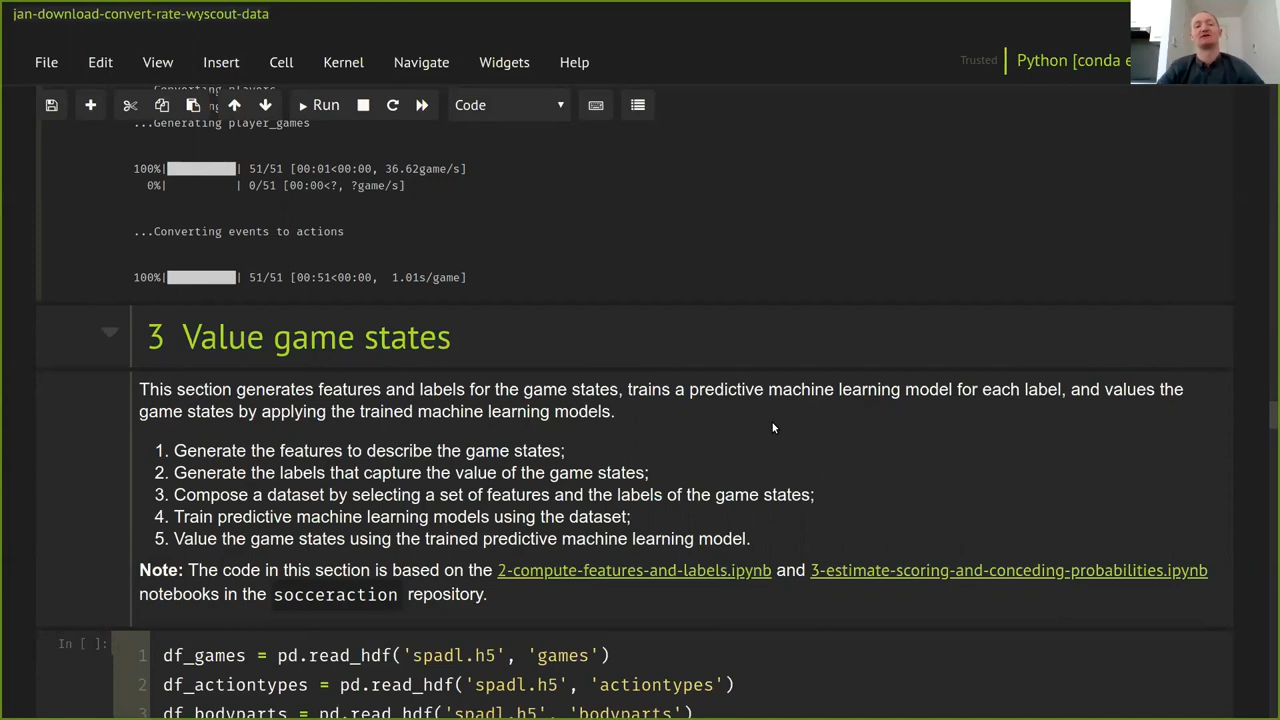 jan-download-convert-rate-wyscout-data
File Edit View Insert Cell Kernel Navigate Widgets Help
Trusted Python [conda e
Run Code
...Generating player_games
100%| | 51/51 [00:01<00:00, 36.62game/s]
0%| | 0/51 [00:00<?, ?game/s]
...Converting events to actions
100%| | 51/51 [00:51<00:00, 1.01s/game]
3 Value game states
This section generates features and labels for the game states, trains a predictive machine learning model for each label, and values the
game states by applying the trained machine learning models.
1. Generate the features to describe the game states;
2. Generate the labels that capture the value of the game states;
3. Compose a dataset by selecting a set of features and the labels of the game states;
4. Train predictive machine learning models using the dataset;
5. Value the game states using the trained predictive machine learning model.
Note: The code in this section is based on the 2-compute-features-and-labels.ipynb and 3-estimate-scoring-and-conceding-probabilities.ipynb
notebooks in the socceraction repository.
In [ ]:
1 df_games = pd.read_hdf('spadl.h5', 'games')
2 df_actiontypes = pd.read_hdf('spadl.h5', 'actiontypes')
3 df_bodyparts = pd.read_hdf('spadl.h5', 'bodyparts')